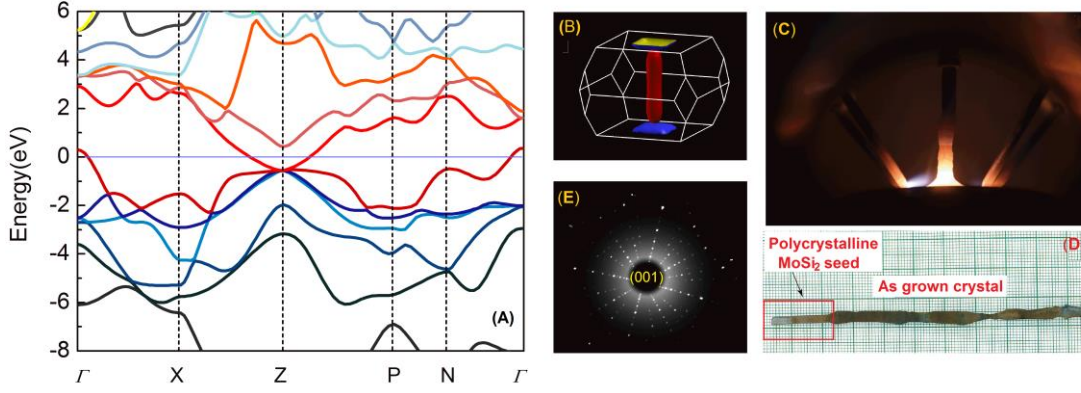 6
4
2
0
-2
-4
-6
-8
Energy(eV)
Γ
X
Z
P
N
Γ
(A)
(B)
(C)
(E)
(001)
(D)
Polycrystalline
MoSi₂ seed
As grown crystal